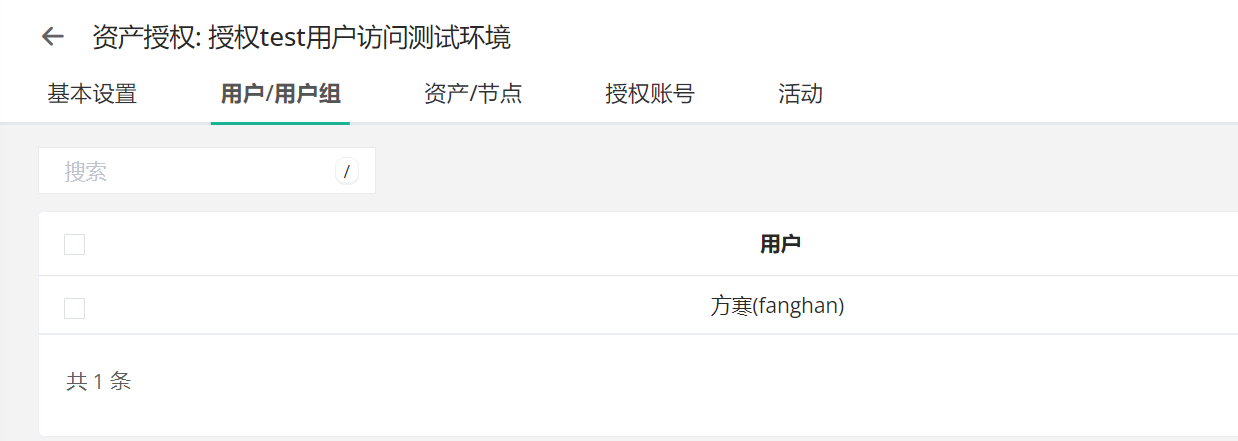 资产授权: 授权test用户访问测试环境
基本设置 用户/用户组 资产/节点 授权账号 活动
搜索 /
用户
方寒(fanghan)
共 1 条